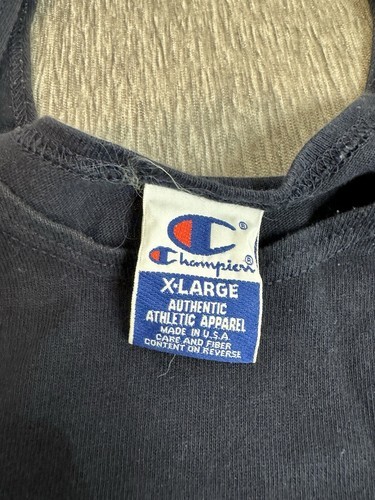 C®
Champion®
X-LARGE
AUTHENTIC
ATHLETIC APPAREL
MADE IN U.S.A.
CARE AND FIBER
CONTENT ON REVERSE